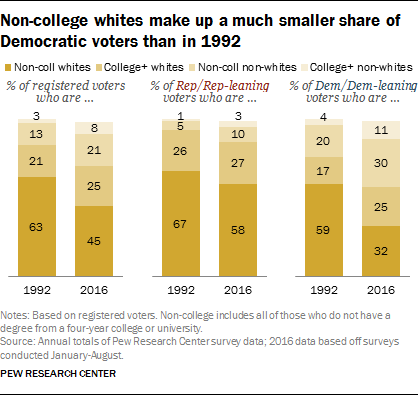 Non-college whites make up a much smaller share of
Democratic voters than in 1992
Non-coll whites College+ whites Non-coll non-whites College+ non-whites
% of registered voters
who are ...
3
13
21
63
8
21
25
45
1992 2016
% of Rep/Rep-leaning
voters who are ...
1
5
26
67
3
10
27
58
1992 2016
% of Dem/Dem-leaning
voters who are ...
4
20
17
59
11
30
25
32
1992 2016
Notes: Based on registered voters. Non-college includes all of those who do not have a
degree from a four-year college or university.
Source: Annual totals of Pew Research Center survey data; 2016 data based off surveys
conducted January-August.
PEW RESEARCH CENTER